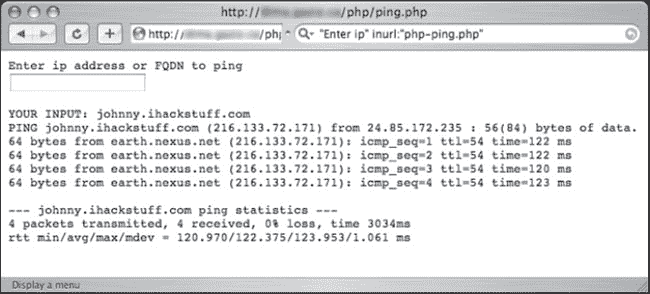 http:// /php/ping.php
http:// /phj
"Enter ip" inurl:"php-ping.php"
Enter ip address or FQDN to ping
YOUR INPUT: johnny.ihackstuff.com
PING johnny.ihackstuff.com (216.133.72.171) from 24.85.172.235 : 56(84) bytes of data.
64 bytes from earth.nexus.net (216.133.72.171): icmp_seq=1 ttl=54 time=122 ms
64 bytes from earth.nexus.net (216.133.72.171): icmp_seq=2 ttl=54 time=122 ms
64 bytes from earth.nexus.net (216.133.72.171): icmp_seq=3 ttl=54 time=120 ms
64 bytes from earth.nexus.net (216.133.72.171): icmp_seq=4 ttl=54 time=123 ms
--- johnny.ihackstuff.com ping statistics ---
4 packets transmitted, 4 received, 0% loss, time 3034ms
rtt min/avg/max/mdev = 120.970/122.375/123.953/1.061 ms
Display a menu